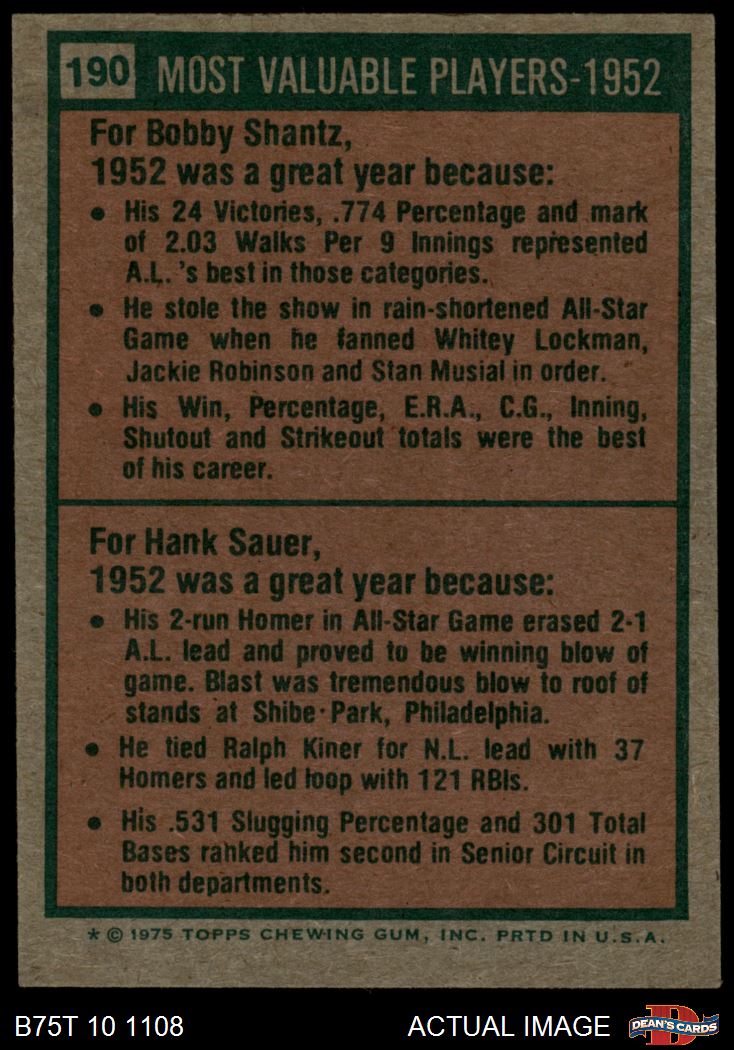 190 MOST VALUABLE PLAYERS-1952
For Bobby Shantz,
1952 was a great year because:
• His 24 Victories, .774 Percentage and mark
of 2.03 Walks Per 9 Innings represented
A.L. 's best in those categories.
• He stole the show in rain-shortened All-Star
Game when he fanned Whitey Lockman,
Jackie Robinson and Stan Musial in order.
• His Win, Percentage, E.R.A., C.G., Inning,
Shutout and Strikeout totals were the best
of his career.
For Hank Sauer,
1952 was a great year because:
• His 2-run Homer in All-Star Game erased 2-1
A.L. lead and proved to be winning blow of
game. Blast was tremendous blow to roof of
stands at Shibe Park, Philadelphia.
• He tied Ralph Kiner for N.L. lead with 37
Homers and led loop with 121 RBIs.
• His .531 Slugging Percentage and 301 Total
Bases ranked him second in Senior Circuit in
both departments.
* © 1975 TOPPS CHEWING GUM, INC. PRTD IN U.S.A.
B75T 10 1108 ACTUAL IMAGE DEAN'S CARDS